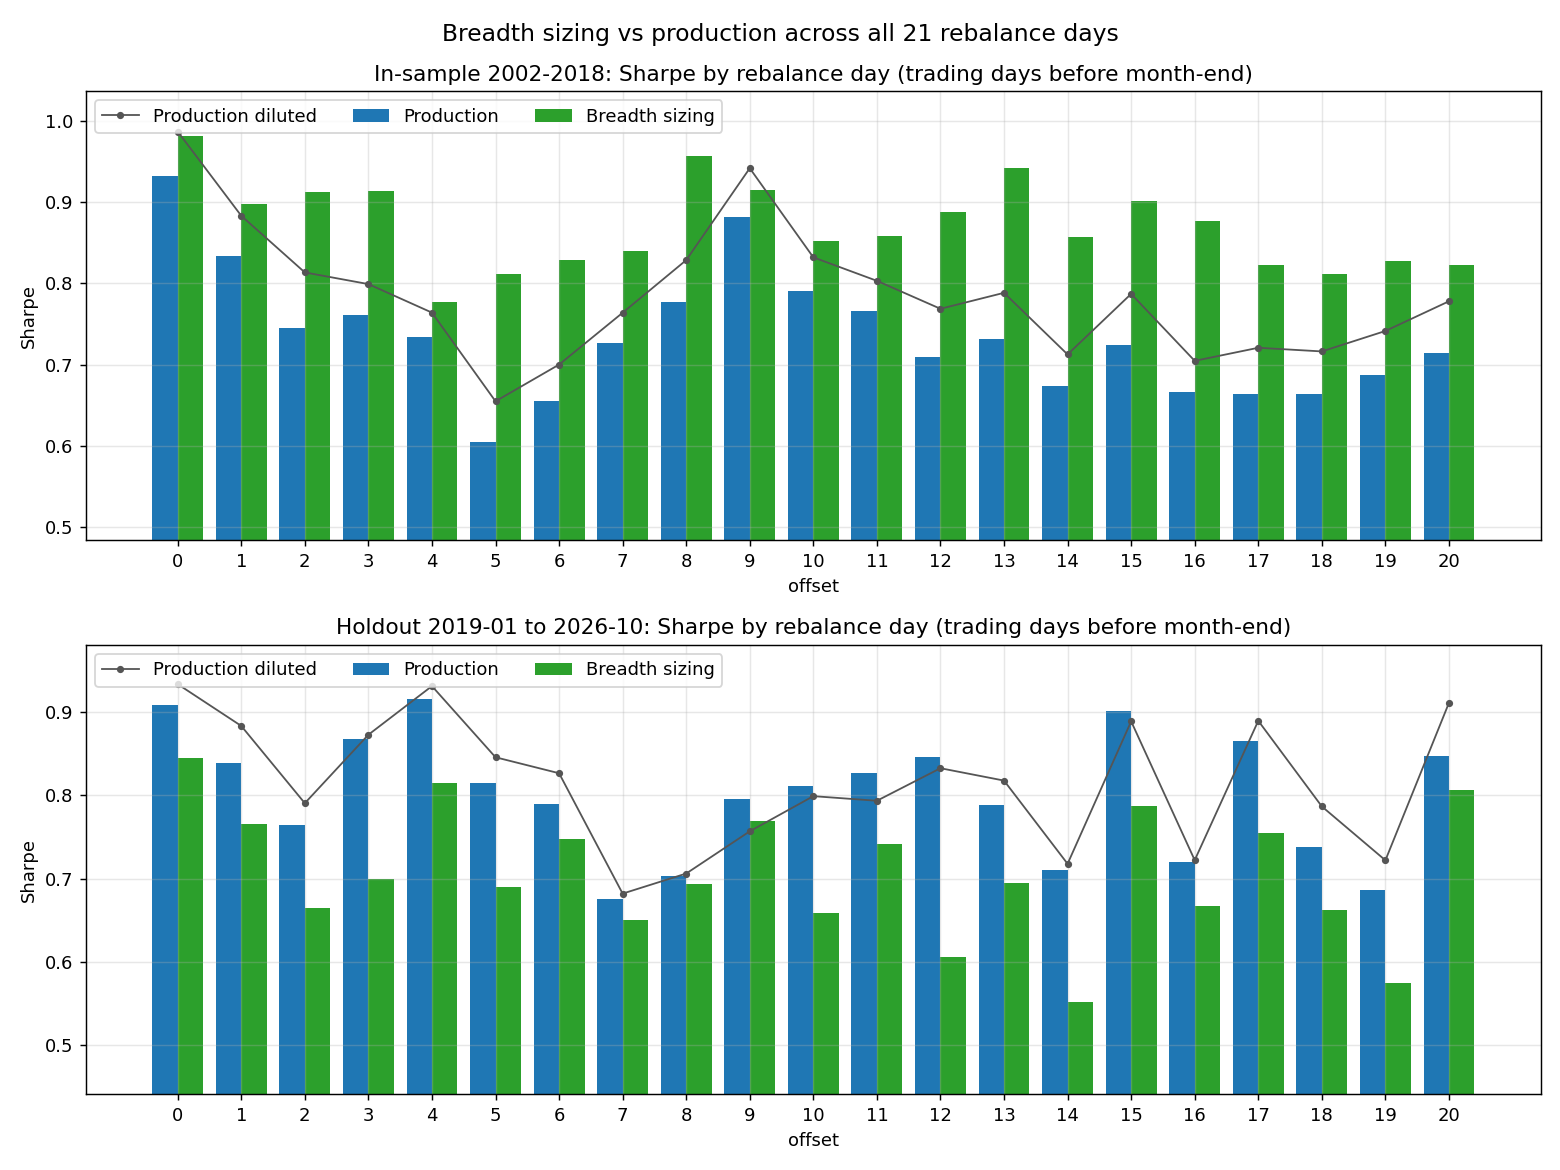 Breadth sizing vs production across all 21 rebalance days
In-sample 2002-2018: Sharpe by rebalance day (trading days before month-end)
Production diluted Production Breadth sizing
1.0
0.9
0.8
0.7
0.6
0.5
Sharpe
0 1 2 3 4 5 6 7 8 9 10 11 12 13 14 15 16 17 18 19 20
offset
Holdout 2019-01 to 2026-10: Sharpe by rebalance day (trading days before month-end)
Production diluted Production Breadth sizing
0.9
0.8
0.7
0.6
0.5
Sharpe
0 1 2 3 4 5 6 7 8 9 10 11 12 13 14 15 16 17 18 19 20
offset